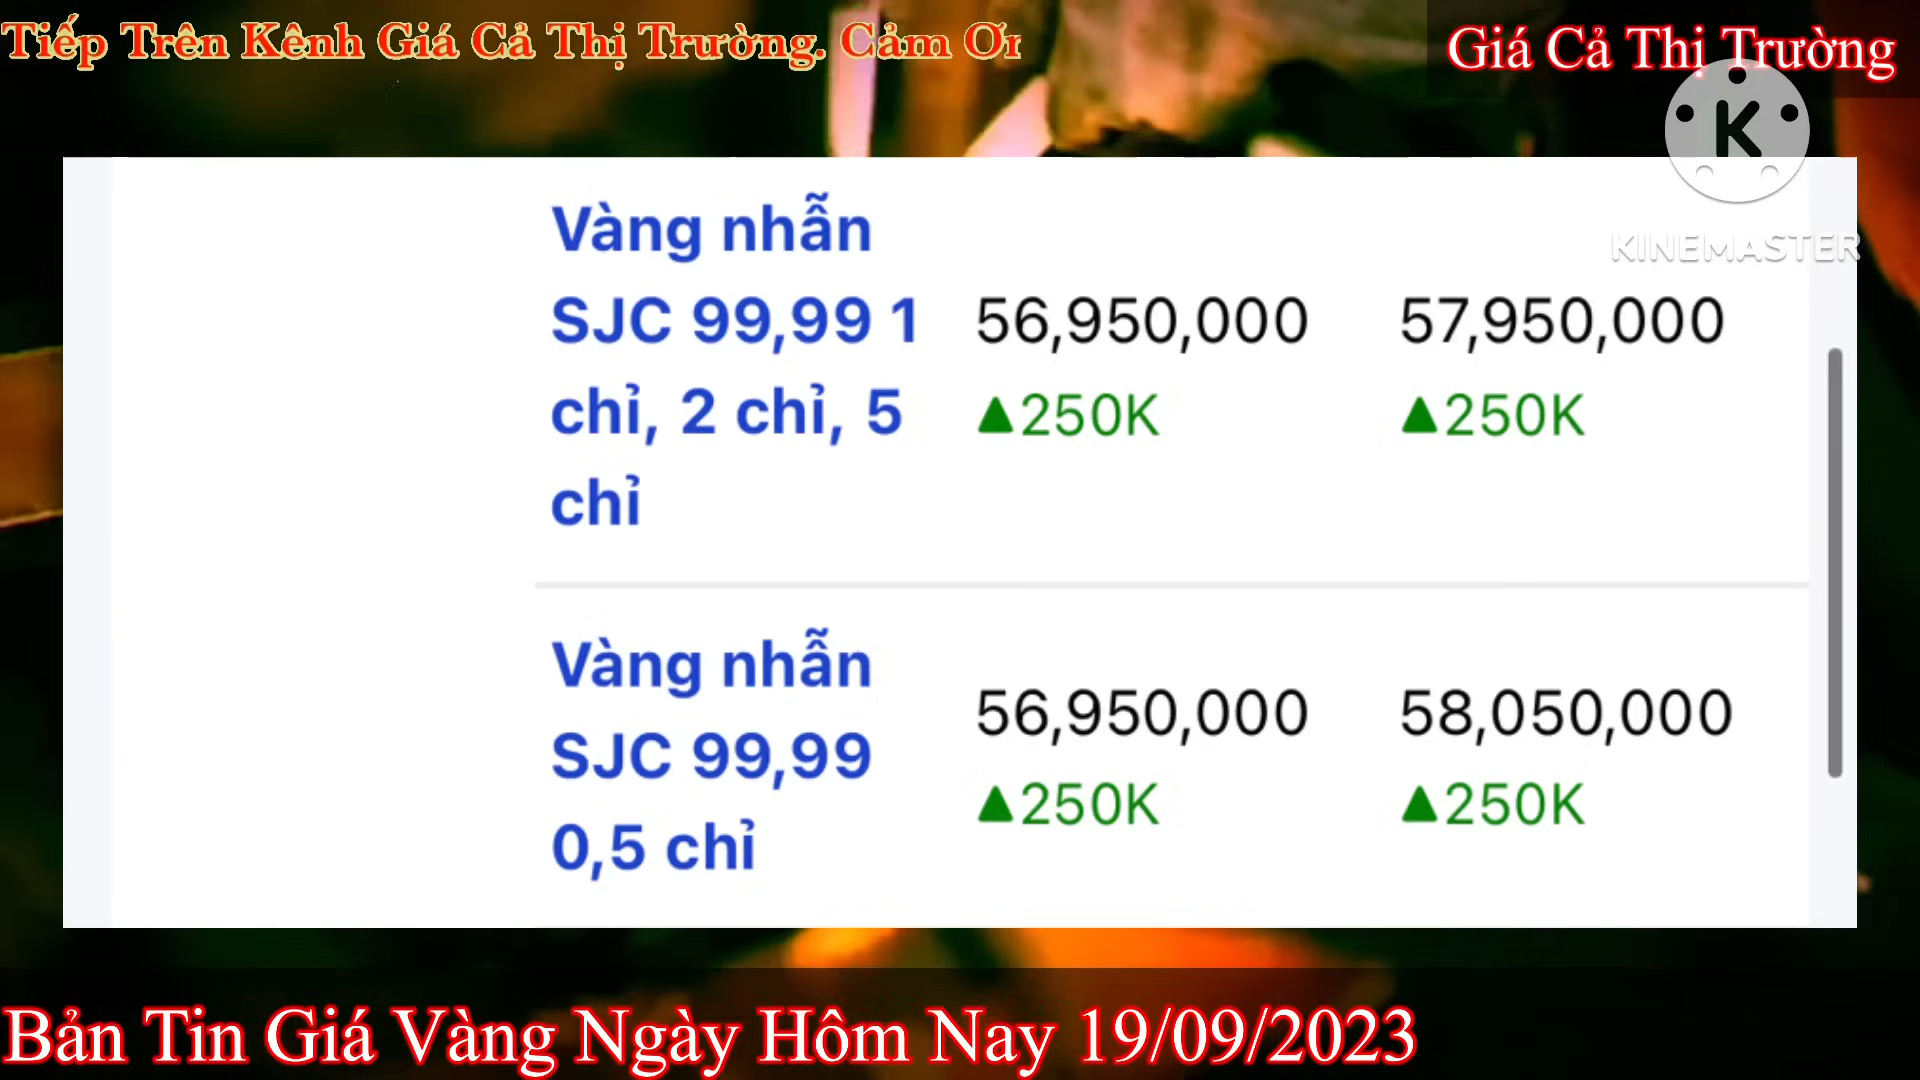 Tiếp Trên Kênh Giá Cả Thị Trường. Cảm Ơn
Giá Cả Thị Trường
K
KINEMASTER
Vàng nhẫn
SJC 99,99 1 56,950,000 57,950,000
chỉ, 2 chỉ, 5 ▲250K ▲250K
chỉ
Vàng nhẫn
56,950,000 58,050,000
SJC 99,99
▲250K ▲250K
0,5 chỉ
Bản Tin Giá Vàng Ngày Hôm Nay 19/09/2023